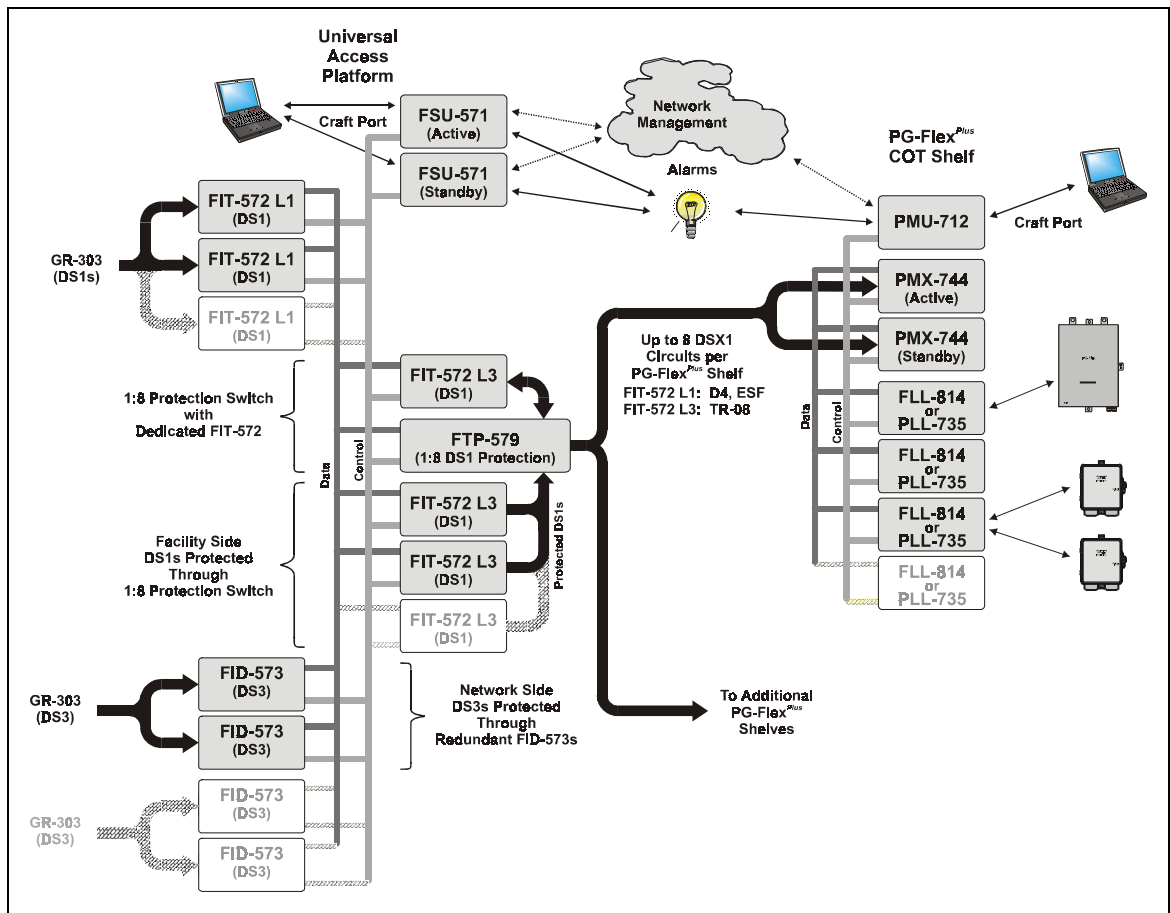 Universal
Access
Platform
Craft Port
FSU-571
(Active)
FSU-571
(Standby)
Network
Management
Alarms
PG-Flex Plus
COT Shelf
PMU-712
Craft Port
PMX-744
(Active)
PMX-744
(Standby)
FLL-814
or
PLL-735
FLL-814
or
PLL-735
FLL-814
or
PLL-735
FLL-814
or
PLL-735
Data
Control
GR-303
(DS1s)
FIT-572 L1
(DS1)
FIT-572 L1
(DS1)
FIT-572 L1
(DS1)
1:8 Protection Switch
with
Dedicated FIT-572
FIT-572 L3
(DS1)
FTP-579
(1:8 DS1 Protection)
Up to 8 DSX1
Circuits per
PG-Flex Plus Shelf
FIT-572 L1: D4, ESF
FIT-572 L3: TR-08
Data
Control
Facility Side
DS1s Protected
Through
1:8 Protection Switch
FIT-572 L3
(DS1)
FIT-572 L3
(DS1)
FIT-572 L3
(DS1)
Protected DS1s
GR-303
(DS3)
FID-573
(DS3)
FID-573
(DS3)
Network Side
DS3s Protected
Through
Redundant FID-573s
To Additional
PG-Flex Plus
Shelves
GR-303
(DS3)
FID-573
(DS3)
FID-573
(DS3)